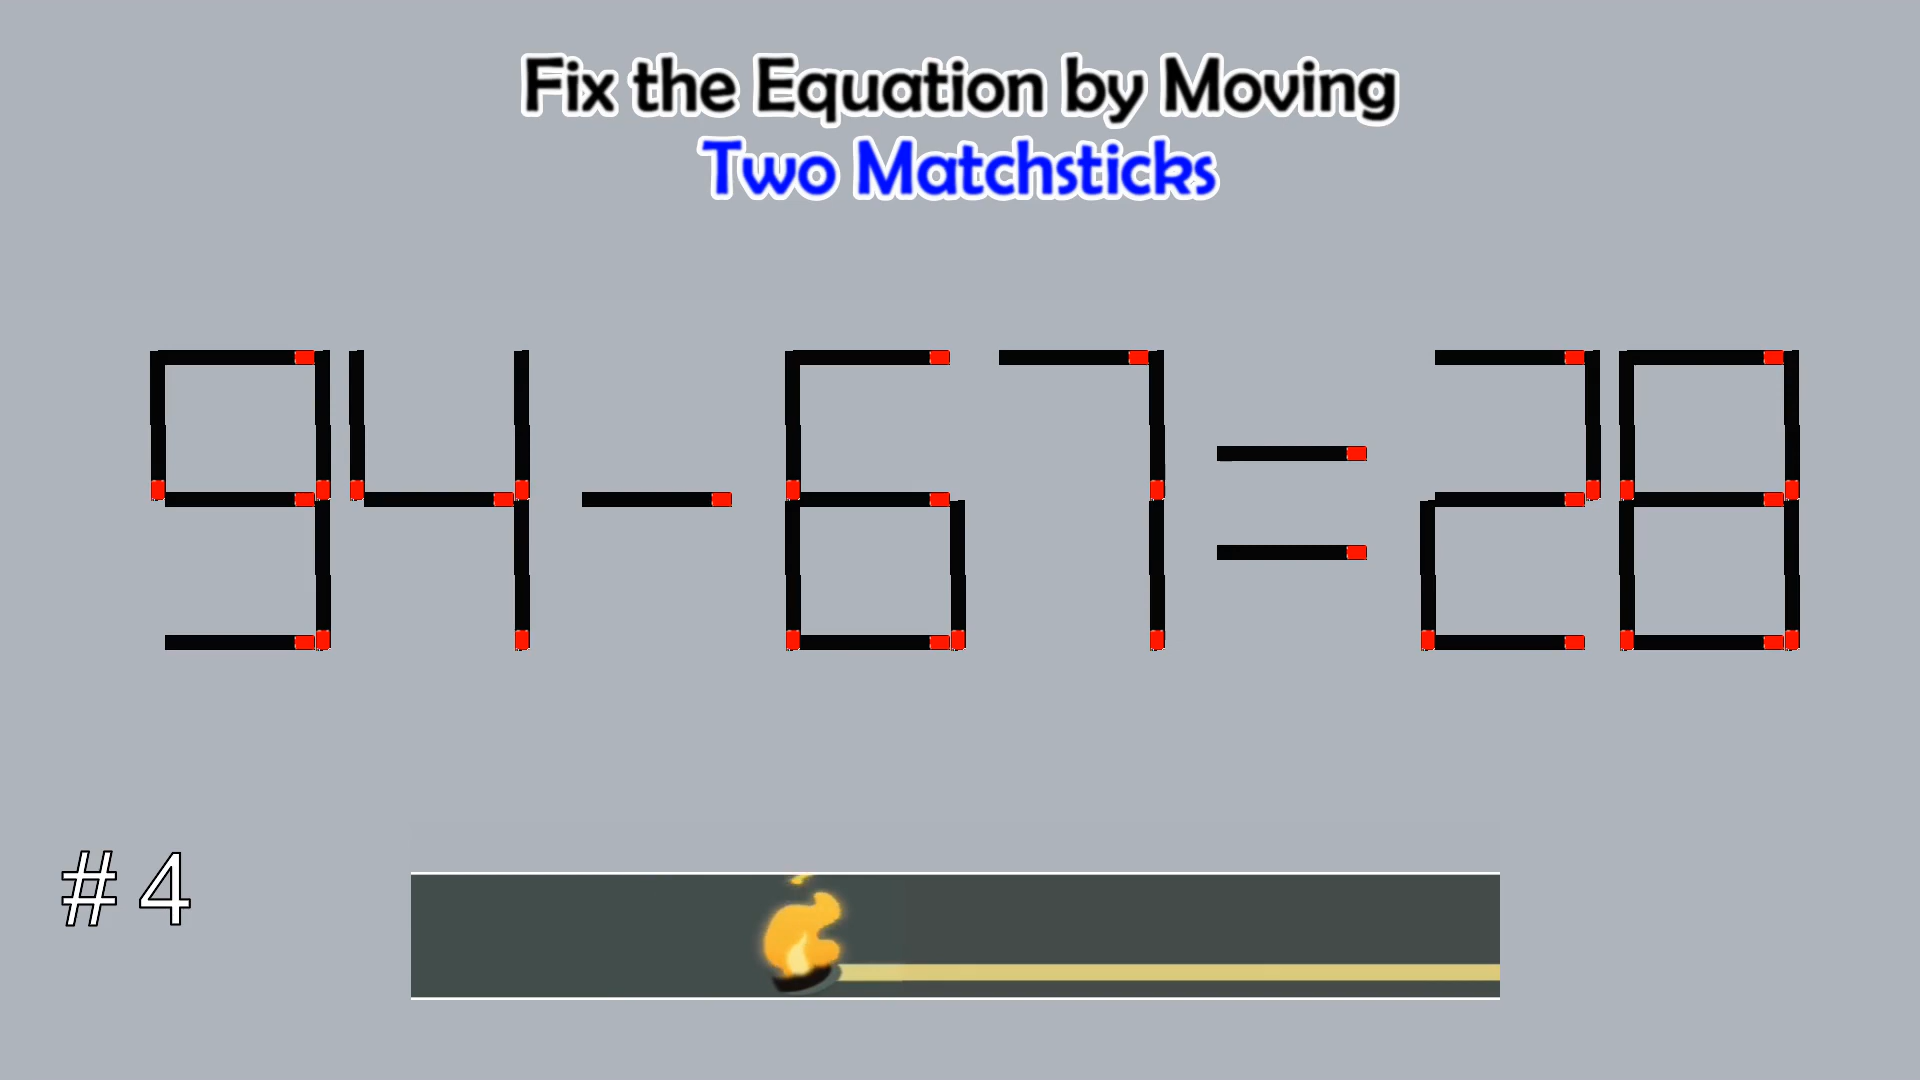 Fix the Equation by Moving
Two Matchsticks
94-67=28
#4